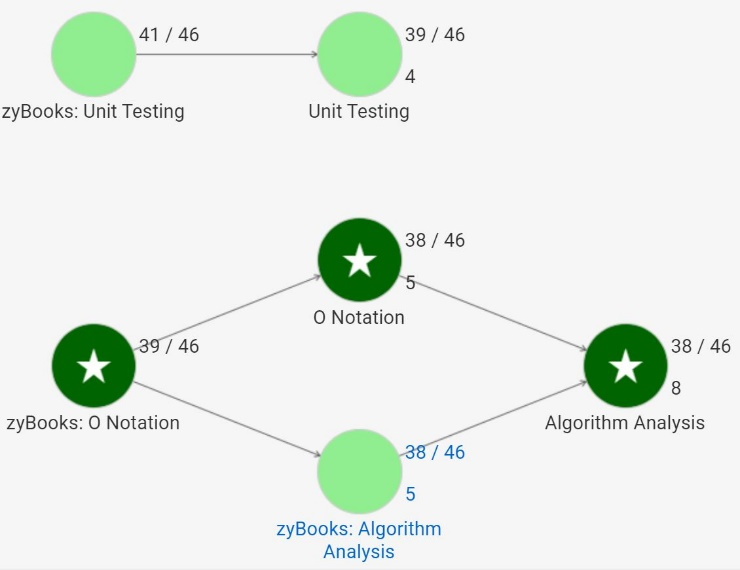 41 / 46
39 / 46
4
zyBooks: Unit Testing
Unit Testing
38 / 46
5
O Notation
39 / 46
38 / 46
8
zyBooks: O Notation
Algorithm Analysis
38 / 46
5
zyBooks: Algorithm
Analysis